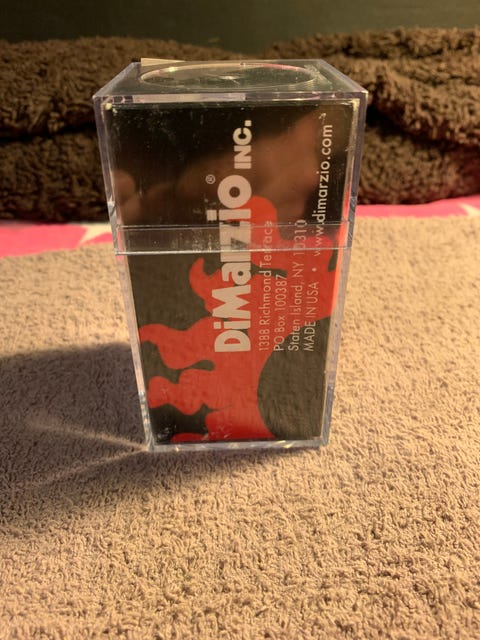 DiMarzio® INC.
1388 Richmond Terrace
PO Box 100387
Staten Island, NY 10310
MADE IN USA • www.dimarzio.com